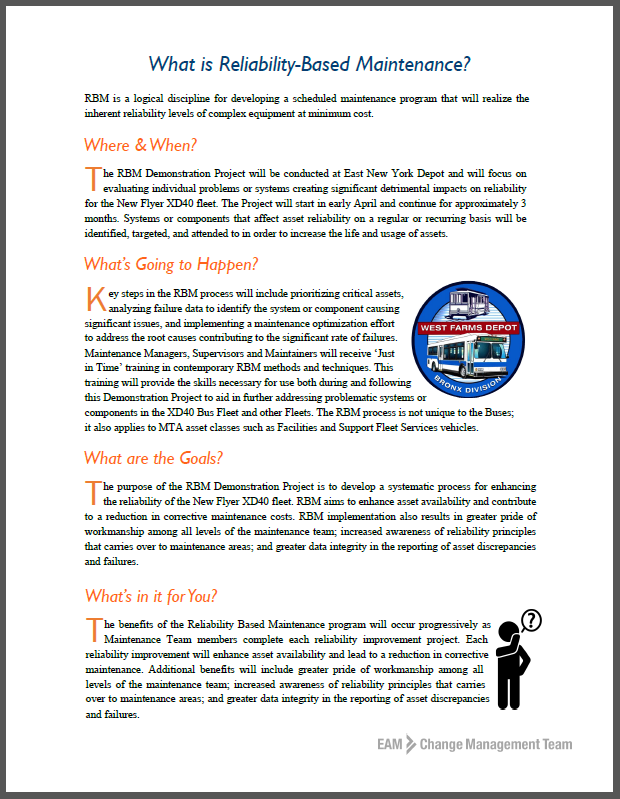 What is Reliability-Based Maintenance?
RBM is a logical discipline for developing a scheduled maintenance program that will realize the
inherent reliability levels of complex equipment at minimum cost.
Where & When?
The RBM Demonstration Project will be conducted at East New York Depot and will focus on
evaluating individual problems or systems creating significant detrimental impacts on reliability
for the New Flyer XD40 fleet. The Project will start in early April and continue for approximately 3
months. Systems or components that affect asset reliability on a regular or recurring basis will be
identified, targeted, and attended to in order to increase the life and usage of assets.
What's Going to Happen?
Key steps in the RBM process will include prioritizing critical assets,
analyzing failure data to identify the system or component causing
significant issues, and implementing a maintenance optimization effort
to address the root causes contributing to the significant rate of failures.
Maintenance Managers, Supervisors and Maintainers will receive 'Just
in Time' training in contemporary RBM methods and techniques. This
training will provide the skills necessary for use both during and following
this Demonstration Project to aid in further addressing problematic systems or
components in the XD40 Bus Fleet and other Fleets. The RBM process is not unique to the Buses;
it also applies to MTA asset classes such as Facilities and Support Fleet Services vehicles.
WEST FARMS DEPOT
BRONX DIVISION
What are the Goals?
The purpose of the RBM Demonstration Project is to develop a systematic process for enhancing
the reliability of the New Flyer XD40 fleet. RBM aims to enhance asset availability and contribute
to a reduction in corrective maintenance costs. RBM implementation also results in greater pride of
workmanship among all levels of the maintenance team; increased awareness of reliability principles
that carries over to maintenance areas; and greater data integrity in the reporting of asset discrepancies
and failures.
What's in it for You?
The benefits of the Reliability Based Maintenance program will occur progressively as
Maintenance Team members complete each reliability improvement project. Each
reliability improvement will enhance asset availability and lead to a reduction in corrective
maintenance. Additional benefits will include greater pride of workmanship among all
levels of the maintenance team; increased awareness of reliability principles that carries
over to maintenance areas; and greater data integrity in the reporting of asset discrepancies
and failures.
?
EAM Change Management Team